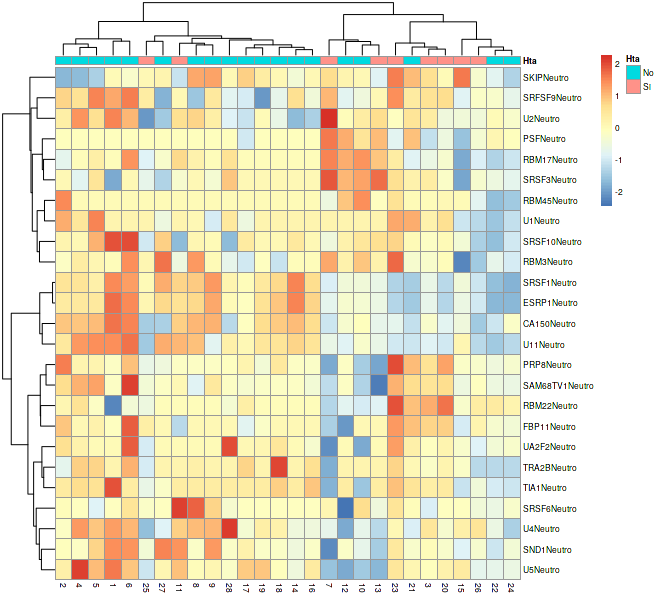 Hta
SKIPNeutro
SRFSF9Neutro
U2Neutro
PSFNeutro
RBM17Neutro
SRSF3Neutro
RBM45Neutro
U1Neutro
SRSF10Neutro
RBM3Neutro
SRSF1Neutro
ESRP1Neutro
CA150Neutro
U11Neutro
PRP8Neutro
SAM68TV1Neutro
RBM22Neutro
FBP11Neutro
UA2F2Neutro
TRA2BNeutro
TIA1Neutro
SRSF6Neutro
U4Neutro
SND1Neutro
U5Neutro
2 4 5 1 6 25 27 11 8 9 28 17 19 18 14 16 7 12 10 13 23 21 3 20 15 26 22 24
2
1
0
-1
-2
Hta
No
SI